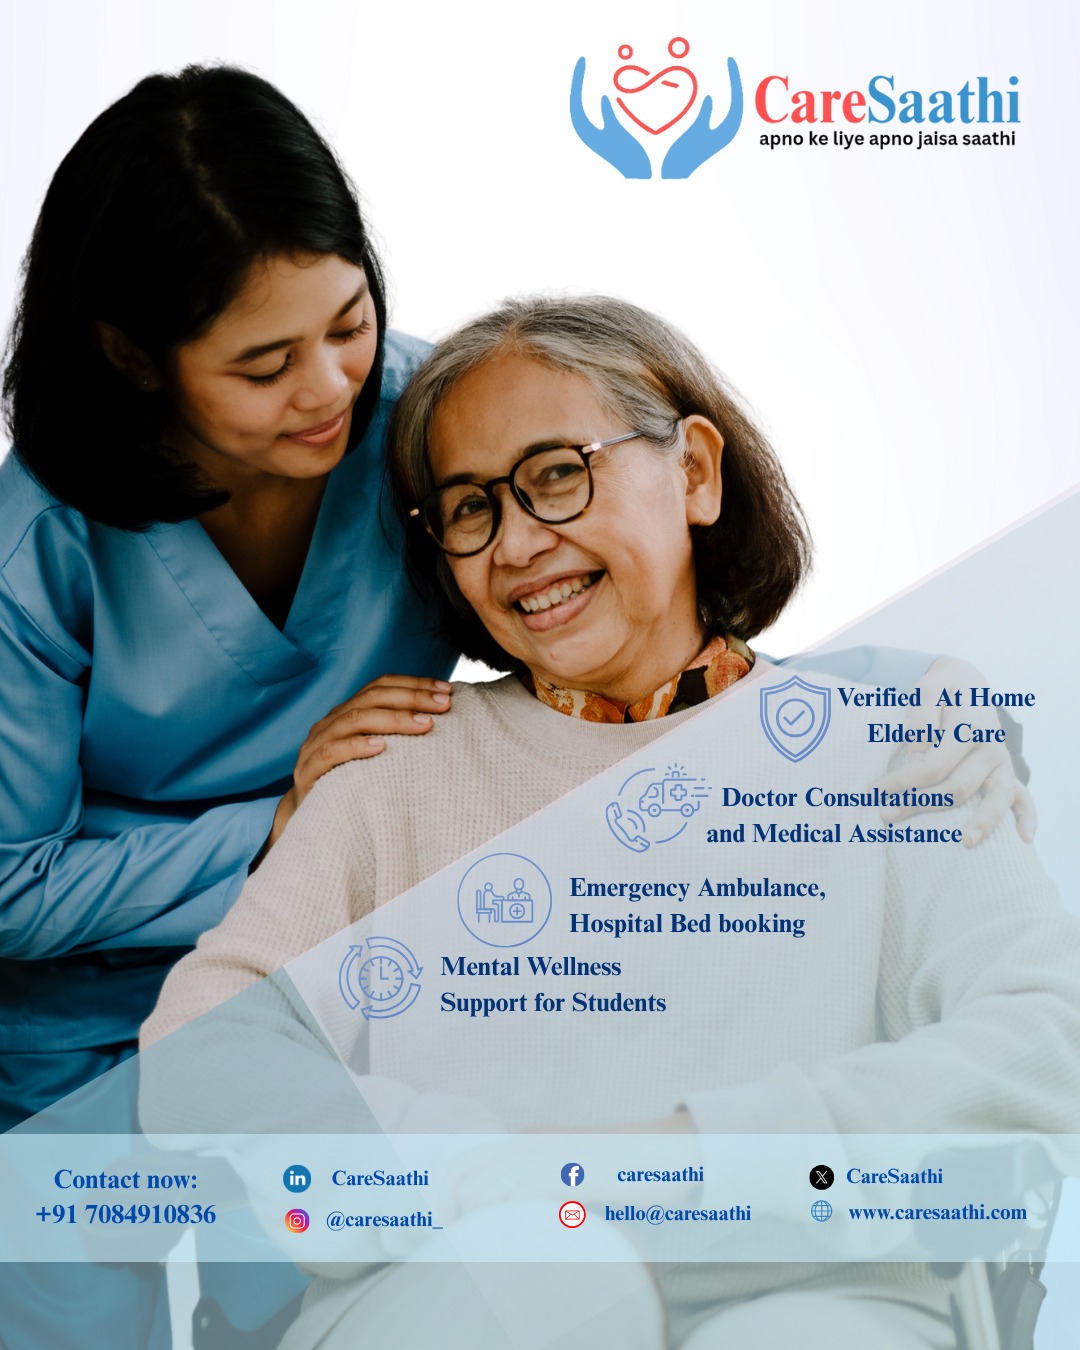 CareSaathi
apno ke liye apno jaisa saathi
Verified At Home
Elderly Care
Doctor Consultations
and Medical Assistance
Emergency Ambulance,
Hospital Bed booking
Mental Wellness
Support for Students
Contact now:
+91 7084910836
in CareSaathi
@caresaathi_
f caresaathi
hello@caresaathi
X CareSaathi
www.caresaathi.com